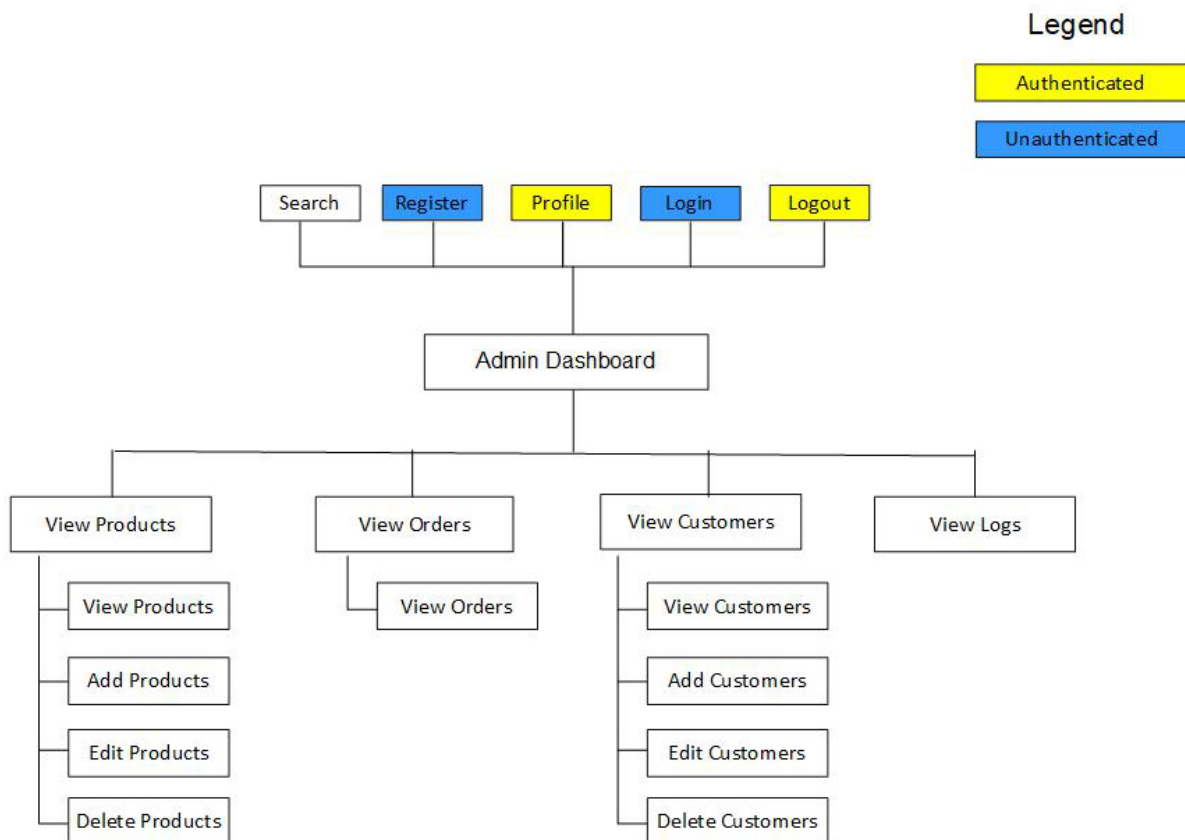 Legend
Authenticated
Unauthenticated
Search
Register
Profile
Login
Logout
Admin Dashboard
View Products
View Orders
View Customers
View Logs
View Products
View Orders
View Customers
Add Products
Add Customers
Edit Products
Edit Customers
Delete Products
Delete Customers